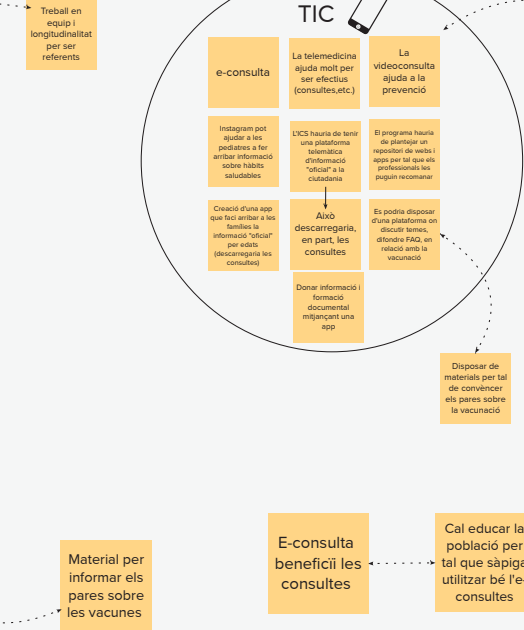 Treball en
equip i
longitudinalitat
per ser
referents
TIC
e-consulta
La telemedicina
ajuda molt per
ser efectius
(consultes,etc.)
La
videoconsulta
ajuda a la
prevenció
Instagram pot
ajudar a les
pediatres a fer
arribar informació
sobre hàbits
saludables
L'ICS hauria de tenir
una plataforma
telemàtica
d'informació
"oficial" a la
ciutadania
El programa hauria
de plantejar un
repositori de webs i
apps per tal que els
professionals les
puguin recomanar
Creació d'una app
que faci arribar a les
famílies la
informació "oficial"
per edats
(descarregaria les
consultes)
Això
descarregaria,
en part, les
consultes
Es podria disposar
d'una plataforma on
discutir temes,
difondre FAQ, en
relació amb la
vacunació
Donar informació i
formació
documental
mitjançant una
app
Disposar de
materials per tal
de convèncer
els pares sobre
la vacunació
Material per
informar els
pares sobre
les vacunes
E-consulta
beneficïi les
consultes
Cal educar la
població per
tal que sàpiga
utilitzar bé l'e-
consultes